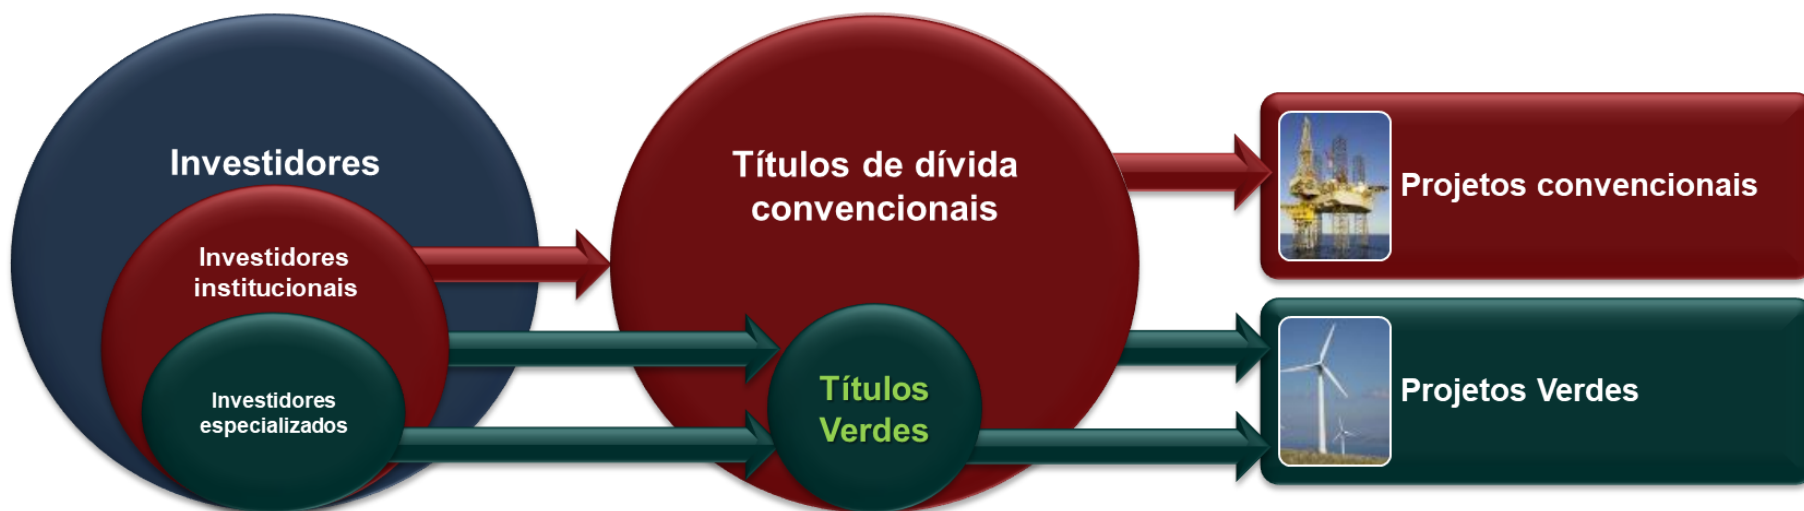 Investidores
Investidores
institucionais
Investidores
especializados
Títulos de dívida
convencionais
Títulos
Verdes
Projetos convencionais
Projetos Verdes